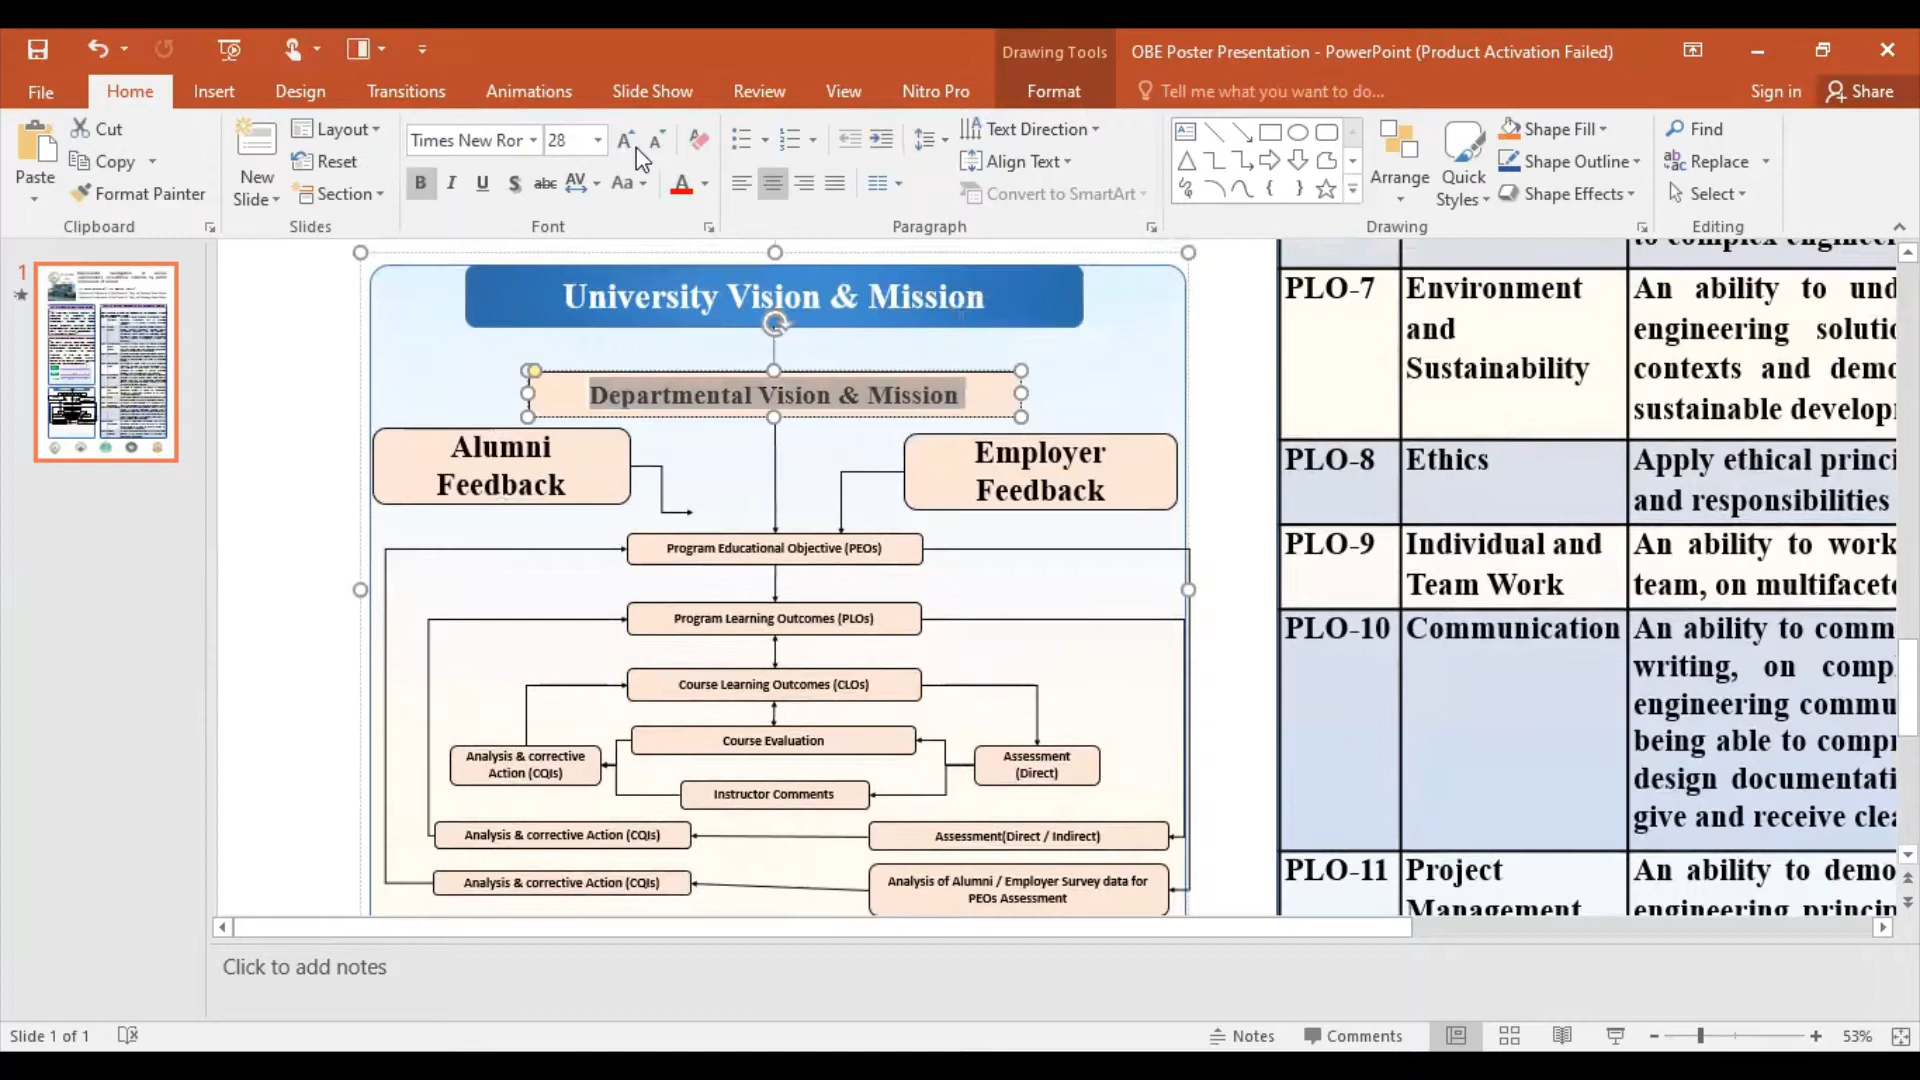 Drawing Tools
OBE Poster Presentation - PowerPoint (Product Activation Failed)
File
Home
Insert
Design
Transitions
Animations
Slide Show
Review
View
Nitro Pro
Format
Tell me what you want to do...
Sign in
Share
Paste
Cut
Copy
Format Painter
Clipboard
New Slide
Layout
Reset
Section
Slides
Times New Ror
28
B I U S abc AV Aa A
Font
Text Direction
Align Text
Convert to SmartArt
Paragraph
Arrange
Quick Styles
Shape Fill
Shape Outline
Shape Effects
Drawing
Find
Replace
Select
Editing
1
University Vision & Mission
Departmental Vision & Mission
Alumni
Feedback
Employer
Feedback
Program Educational Objective (PEOs)
Program Learning Outcomes (PLOs)
Course Learning Outcomes (CLOs)
Course Evaluation
Analysis & corrective
Action (CQIs)
Assessment
(Direct)
Instructor Comments
Analysis & corrective Action (CQIs)
Assessment(Direct / Indirect)
Analysis & corrective Action (CQIs)
Analysis of Alumni / Employer Survey data for
PEOs Assessment
PLO-7
Environment
and
Sustainability
An ability to und
engineering solutio
contexts and demo
sustainable develop
PLO-8
Ethics
Apply ethical princi
and responsibilities
PLO-9
Individual and
Team Work
An ability to work
team, on multifacete
PLO-10
Communication
An ability to comm
writing, on comp
engineering commu
being able to compr
design documentati
give and receive clea
PLO-11
Project
Management
An ability to demo
engineering princip
Click to add notes
Slide 1 of 1
Notes
Comments
53%